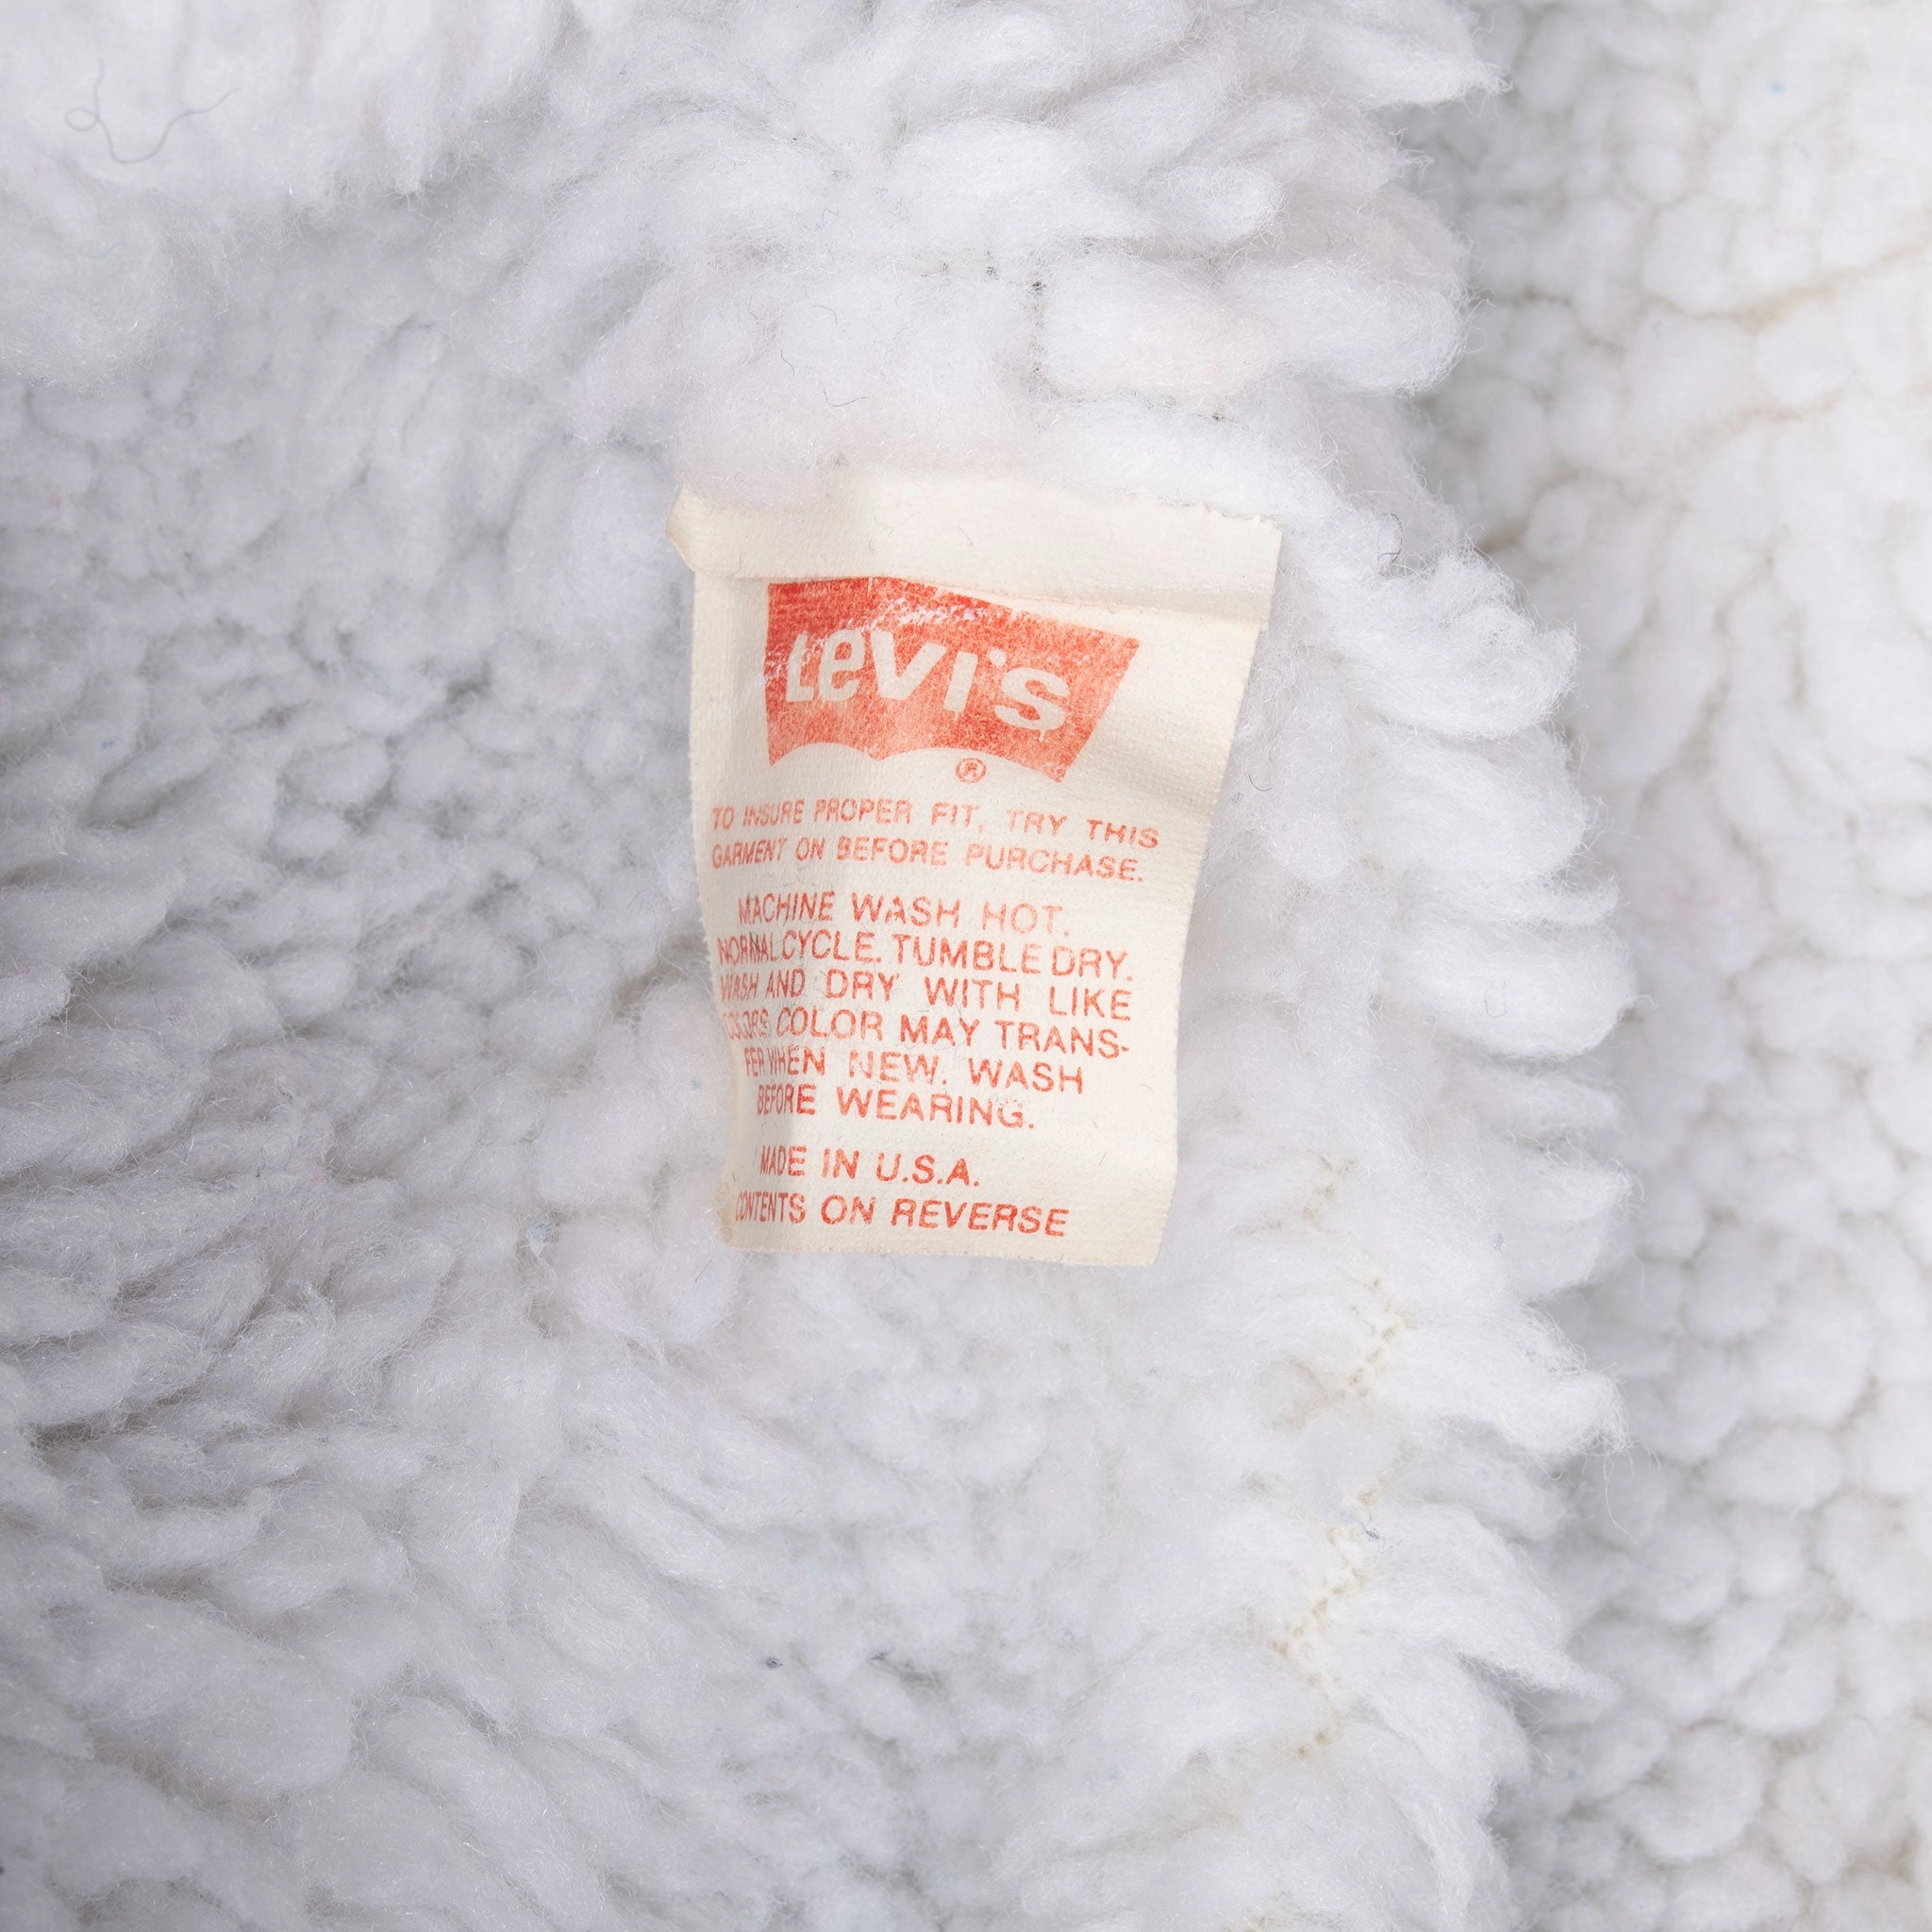 Levi's
®
TO INSURE PROPER FIT, TRY THIS
GARMENT ON BEFORE PURCHASE.
MACHINE WASH HOT.
NORMAL CYCLE. TUMBLE DRY.
WASH AND DRY WITH LIKE
COLORS. COLOR MAY TRANS-
FER WHEN NEW. WASH
BEFORE WEARING.
MADE IN U.S.A.
CONTENTS ON REVERSE